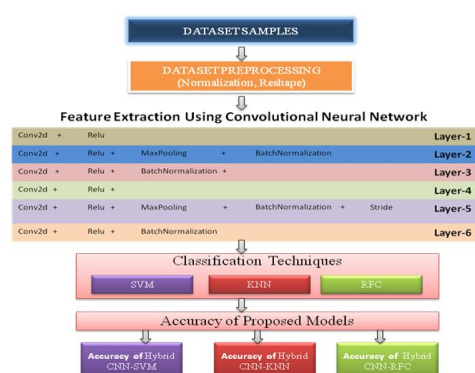 DATASET SAMPLES
DATASET PREPROCESSING
(Normalization, Reshape)
Feature Extraction Using Convolutional Neural Network
Conv2d + Relu Layer-1
Conv2d + Relu + MaxPooling + BatchNormalization Layer-2
Conv2d + Relu + BatchNormalization + Layer-3
Conv2d + Relu + Layer-4
Conv2d + Relu + MaxPooling + BatchNormalization + Stride Layer-5
Conv2d + Relu + BatchNormalization Layer-6
Classification Techniques
SVM KNN RFC
Accuracy of Proposed Models
Accuracy of Hybrid CNN-SVM
Accuracy of Hybrid CNN-KNN
Accuracy of Hybrid CNN-RFC